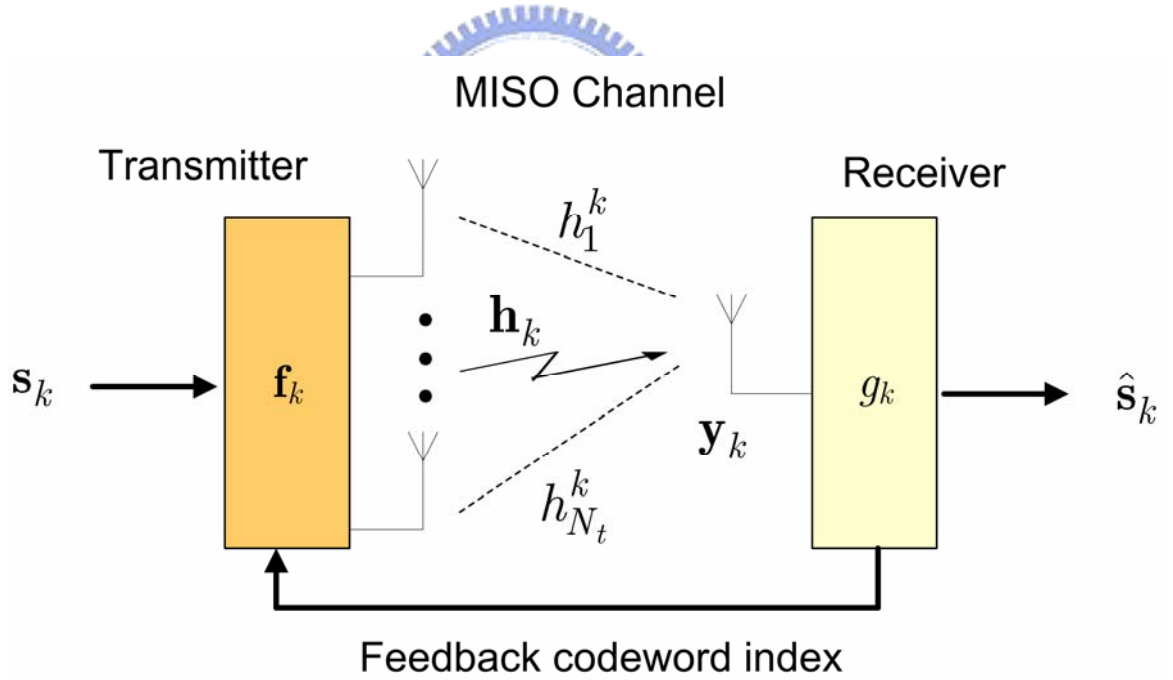 MISO Channel
Transmitter
Receiver
h_1^k
h_k
s_k
f_k
g_k
ŝ_k
y_k
h_{N_t}^k
Feedback codeword index